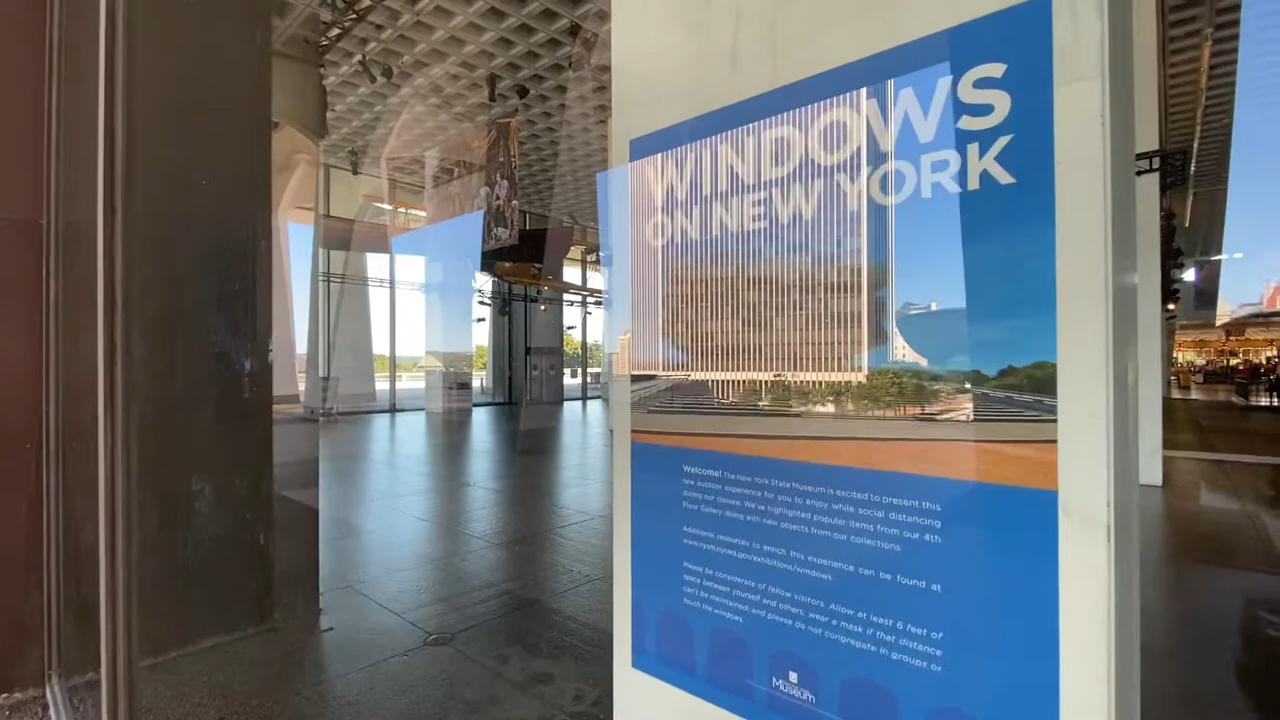 WINDOWS
ON NEW YORK
Welcome! The New York State Museum is excited to present this
new outdoor experience for you to enjoy while social distancing
during our closure. We've highlighted popular items from our 4th
Floor Gallery along with new objects from our collections
Additional resources to enrich this experience can be found at
www.nysm.nysed.gov/exhibitions/windows.
Please be considerate of fellow visitors. Allow at least 6 feet of
space between yourself and others, wear a mask if that distance
can't be maintained, and please do not congregate in groups or
touch the windows.
Museum